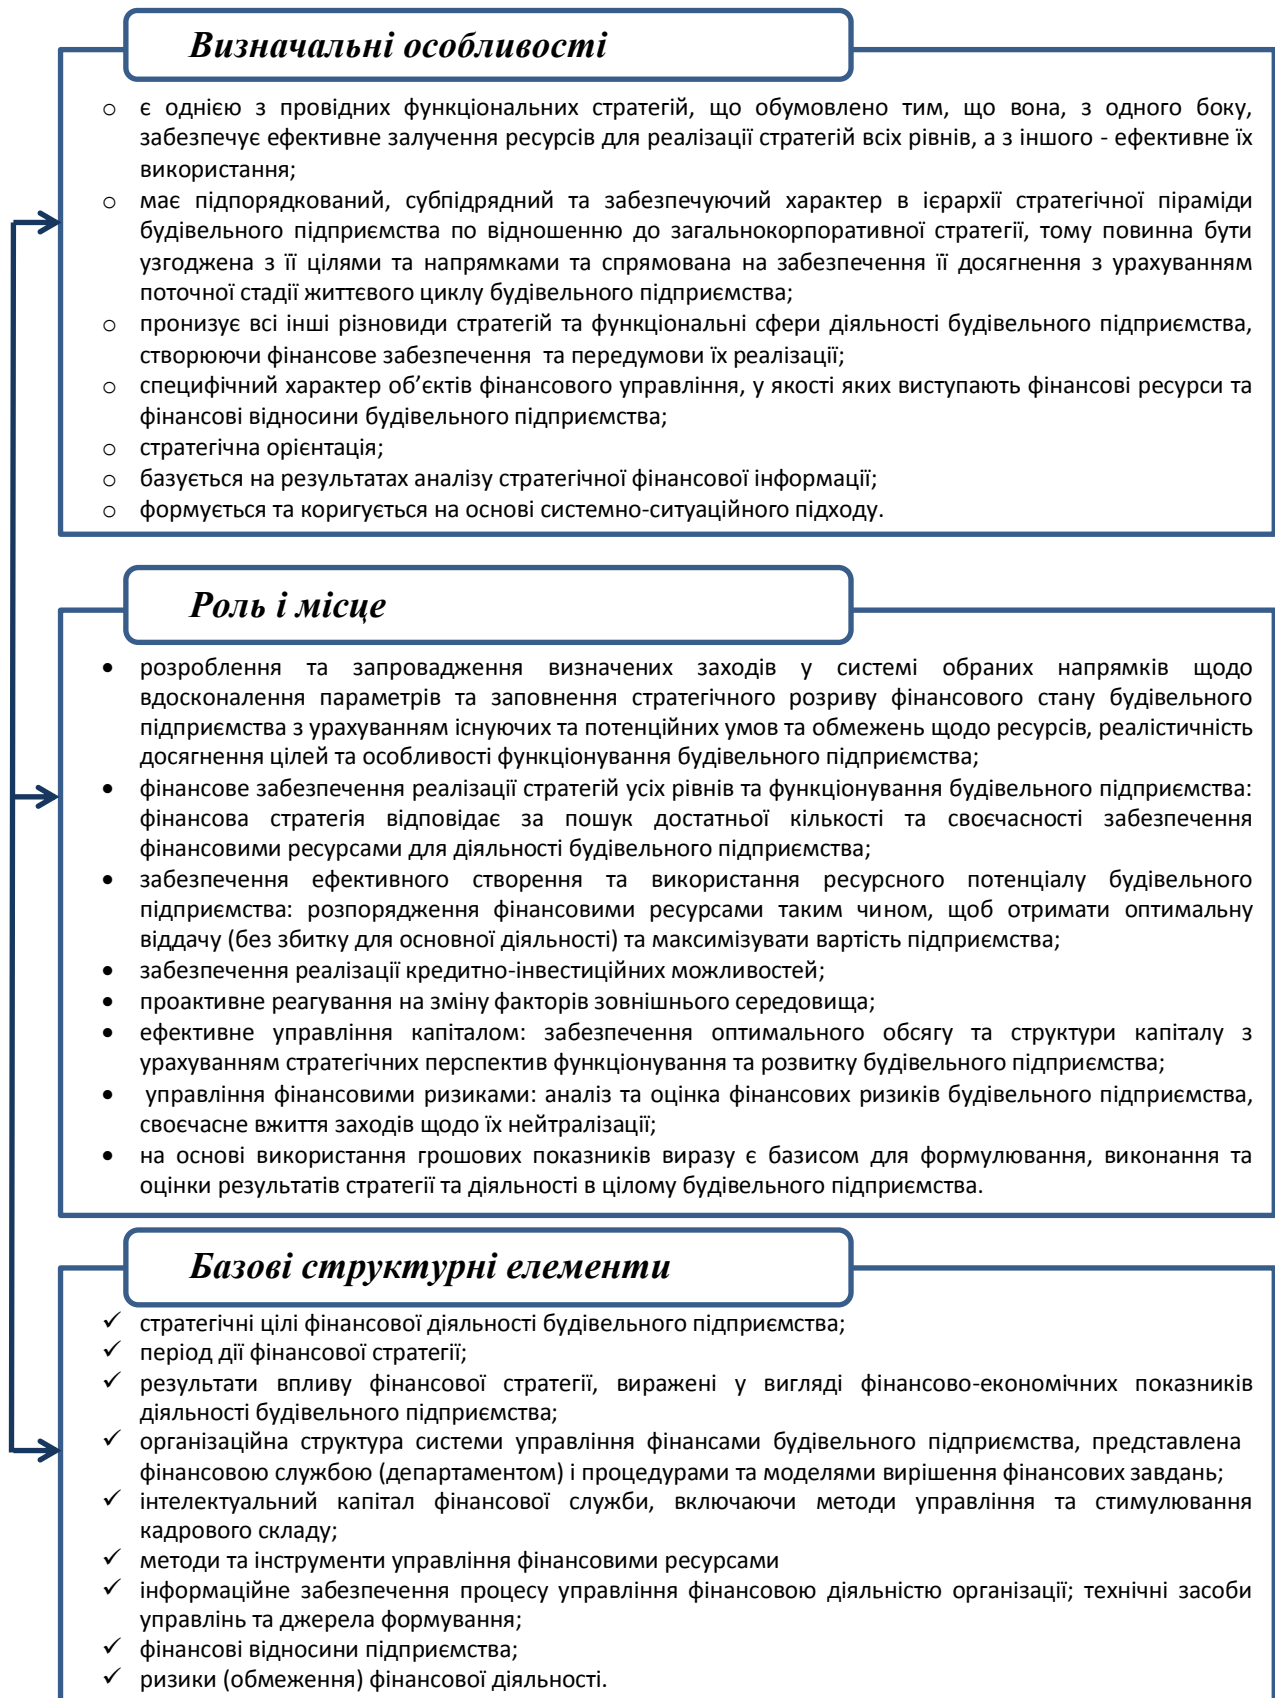 Визначальні особливості
o є однією з провідних функціональних стратегій, що обумовлено тим, що вона, з одного боку,
забезпечує ефективне залучення ресурсів для реалізації стратегій всіх рівнів, а з іншого - ефективне їх
використання;
o має підпорядкований, субпідрядний та забезпечуючий характер в ієрархії стратегічної піраміди
будівельного підприємства по відношенню до загальнокорпоративної стратегії, тому повинна бути
узгоджена з її цілями та напрямками та спрямована на забезпечення її досягнення з урахуванням
поточної стадії життєвого циклу будівельного підприємства;
o пронизує всі інші різновиди стратегій та функціональні сфери діяльності будівельного підприємства,
створюючи фінансове забезпечення та передумови їх реалізації;
o специфічний характер об’єктів фінансового управління, у якості яких виступають фінансові ресурси та
фінансові відносини будівельного підприємства;
o стратегічна орієнтація;
o базується на результатах аналізу стратегічної фінансової інформації;
o формується та коригується на основі системно-ситуаційного підходу.
Роль і місце
• розроблення та запровадження визначених заходів у системі обраних напрямків щодо
вдосконалення параметрів та заповнення стратегічного розриву фінансового стану будівельного
підприємства з урахуванням існуючих та потенційних умов та обмежень щодо ресурсів, реалістичність
досягнення цілей та особливості функціонування будівельного підприємства;
• фінансове забезпечення реалізації стратегій усіх рівнів та функціонування будівельного підприємства:
фінансова стратегія відповідає за пошук достатньої кількості та своєчасності забезпечення
фінансовими ресурсами для діяльності будівельного підприємства;
• забезпечення ефективного створення та використання ресурсного потенціалу будівельного
підприємства: розпорядження фінансовими ресурсами таким чином, щоб отримати оптимальну
віддачу (без збитку для основної діяльності) та максимізувати вартість підприємства;
• забезпечення реалізації кредитно-інвестиційних можливостей;
• проактивне реагування на зміну факторів зовнішнього середовища;
• ефективне управління капіталом: забезпечення оптимального обсягу та структури капіталу з
урахуванням стратегічних перспектив функціонування та розвитку будівельного підприємства;
• управління фінансовими ризиками: аналіз та оцінка фінансових ризиків будівельного підприємства,
своєчасне вжиття заходів щодо їх нейтралізації;
• на основі використання грошових показників виразу є базисом для формулювання, виконання та
оцінки результатів стратегії та діяльності в цілому будівельного підприємства.
Базові структурні елементи
✓ стратегічні цілі фінансової діяльності будівельного підприємства;
✓ період дії фінансової стратегії;
✓ результати впливу фінансової стратегії, виражені у вигляді фінансово-економічних показників
діяльності будівельного підприємства;
✓ організаційна структура системи управління фінансами будівельного підприємства, представлена
фінансовою службою (департаментом) і процедурами та моделями вирішення фінансових завдань;
✓ інтелектуальний капітал фінансової служби, включаючи методи управління та стимулювання
кадрового складу;
✓ методи та інструменти управління фінансовими ресурсами
✓ інформаційне забезпечення процесу управління фінансовою діяльністю організації; технічні засоби
управлінь та джерела формування;
✓ фінансові відносини підприємства;
✓ ризики (обмеження) фінансової діяльності.